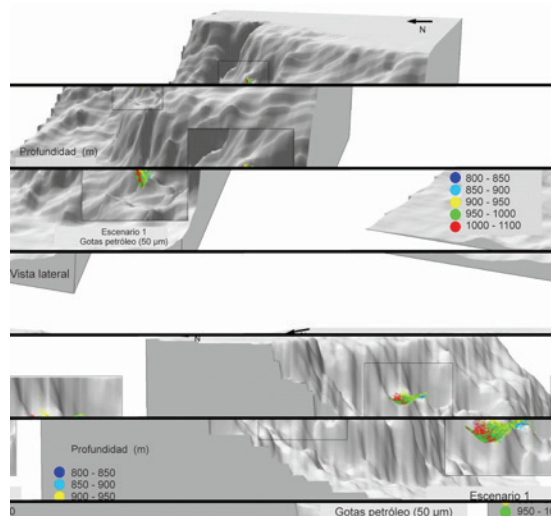 N
Profundidad (m)
800 - 850
850 - 900
900 - 950
950 - 1000
1000 - 1100
Escenario 1
Gotas petróleo (50 µm)
Vista lateral
N
Profundidad (m)
800 - 850
850 - 900
900 - 950
Escenario 1
0
Gotas petróleo (50 µm)
950 - 10